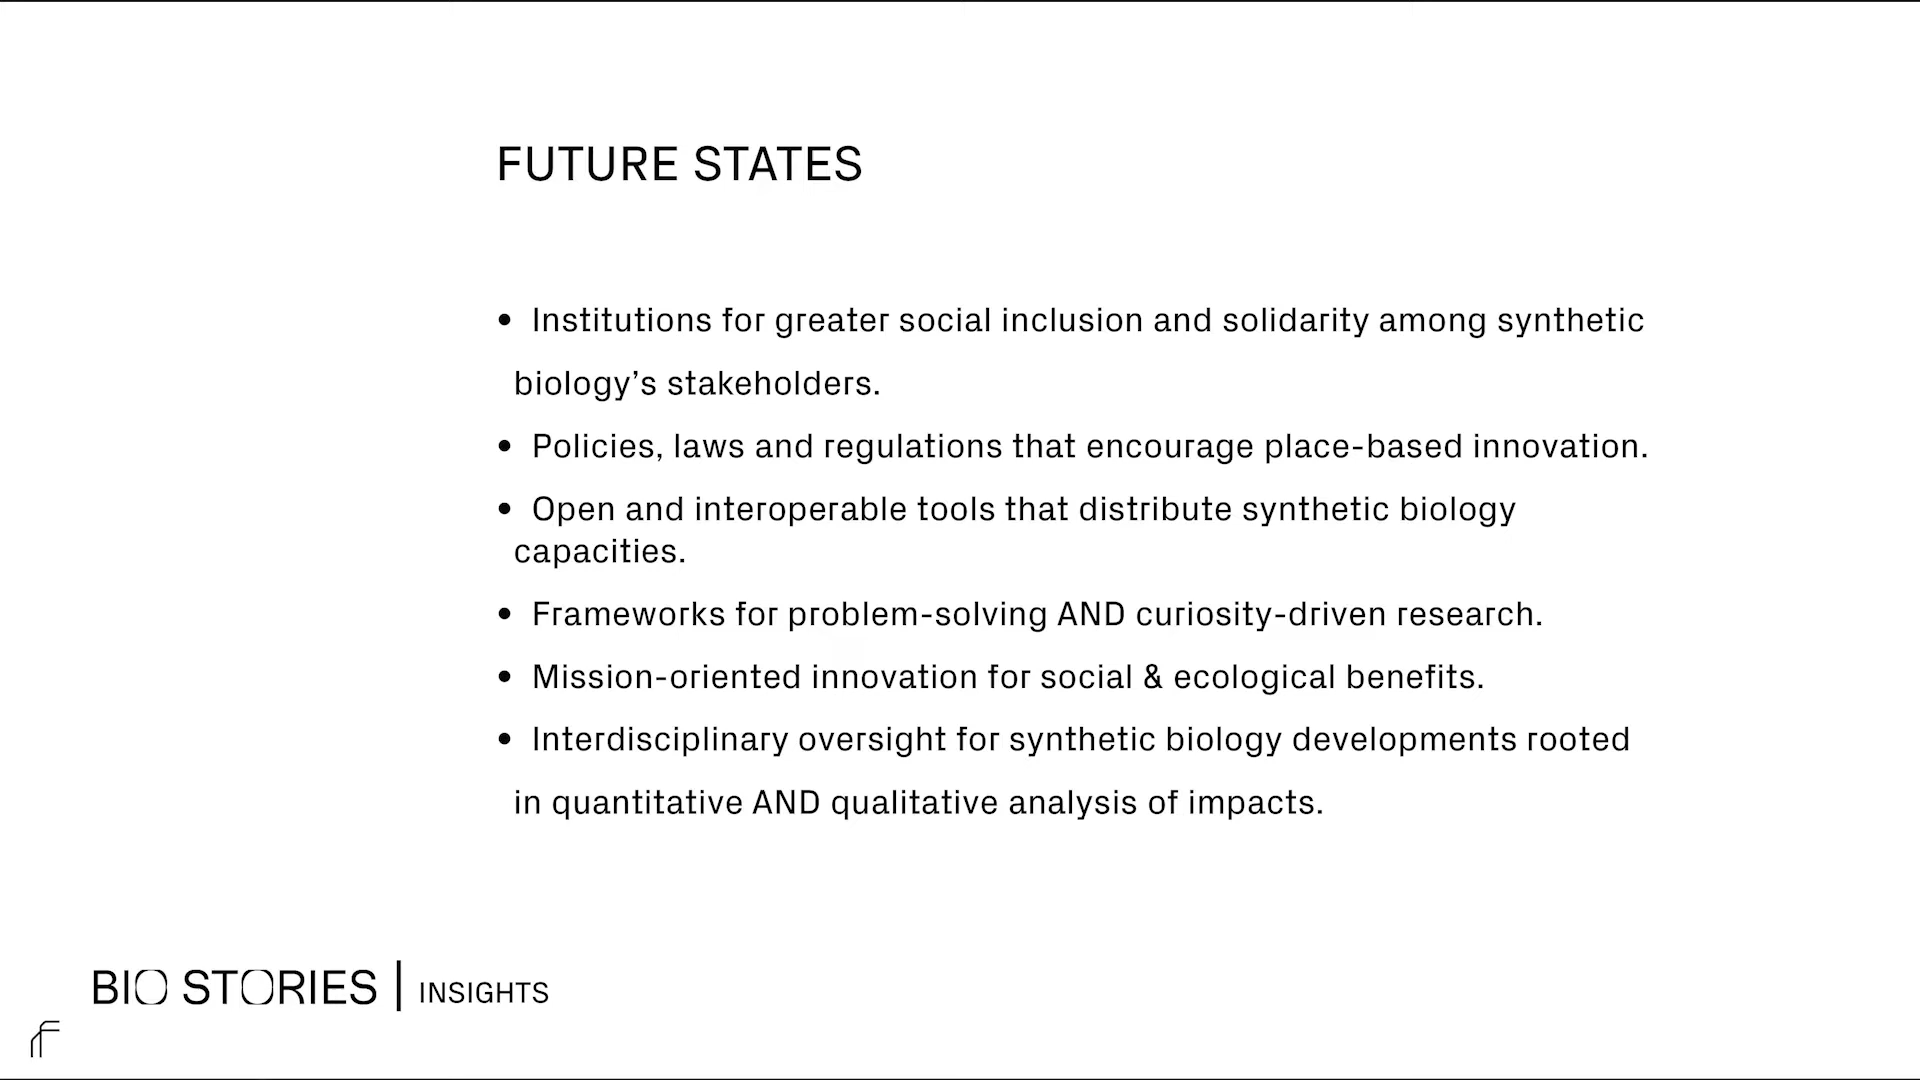 FUTURE STATES
• Institutions for greater social inclusion and solidarity among synthetic
biology’s stakeholders.
• Policies, laws and regulations that encourage place-based innovation.
• Open and interoperable tools that distribute synthetic biology
capacities.
• Frameworks for problem-solving AND curiosity-driven research.
• Mission-oriented innovation for social & ecological benefits.
• Interdisciplinary oversight for synthetic biology developments rooted
in quantitative AND qualitative analysis of impacts.
BIO STORIES | INSIGHTS